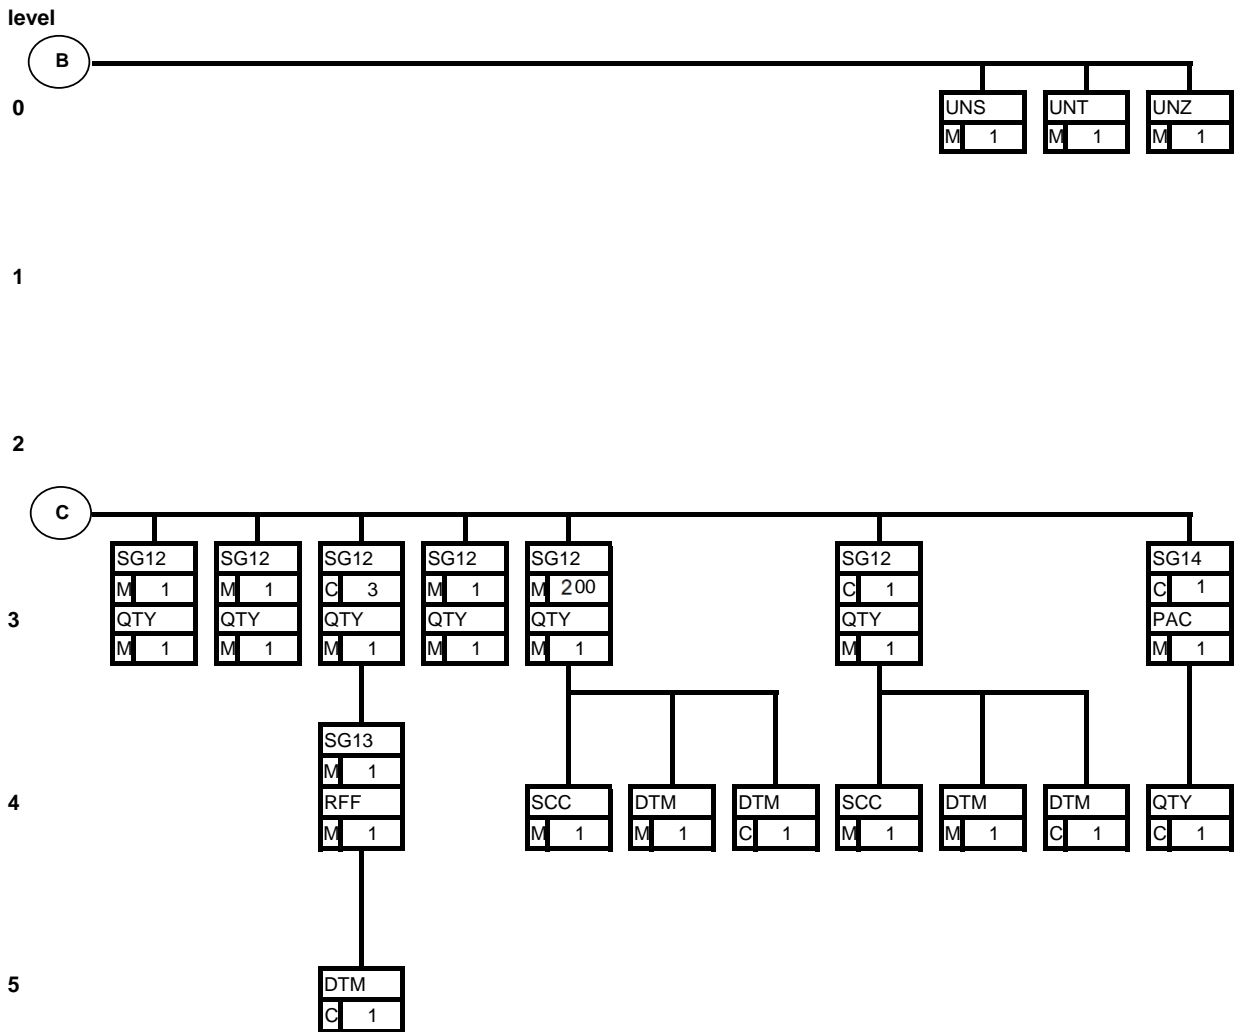 level
B
0
UNS UNT UNZ
M 1 M 1 M 1
1
2
C
SG12 SG12 SG12 SG12 SG12 SG12 SG14
M 1 M 1 C 3 M 1 M 200 C 1 C 1
3
QTY QTY QTY QTY QTY QTY PAC
M 1 M 1 M 1 M 1 M 1 M 1 M 1
SG13
M 1
4
RFF SCC DTM DTM SCC DTM DTM QTY
M 1 M 1 M 1 C 1 M 1 M 1 C 1 C 1
5
DTM
C 1